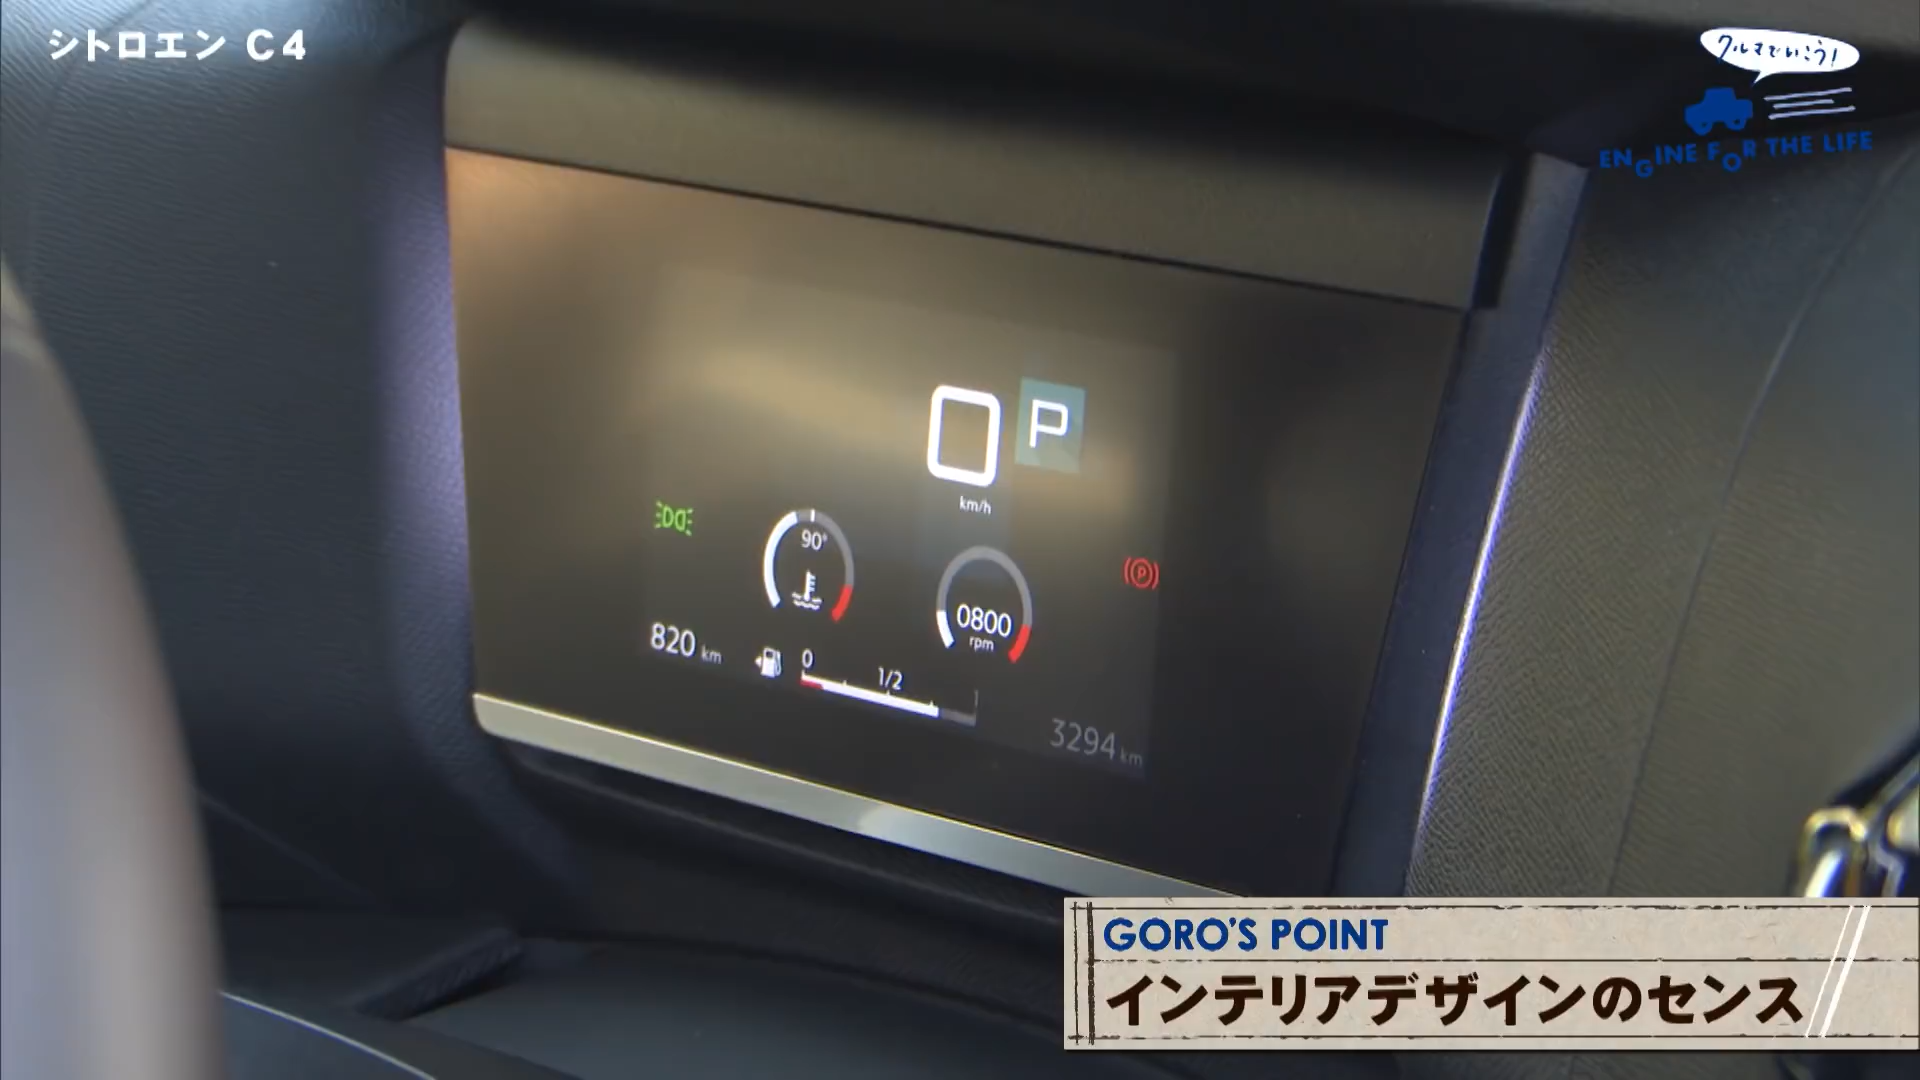 シトロエン C4
クルマでいこう!
ENGINE FOR THE LIFE
0
P
km/h
90°
0800
rpm
820 km
0
1/2
1
3294 km
GORO'S POINT
インテリアデザインのセンス